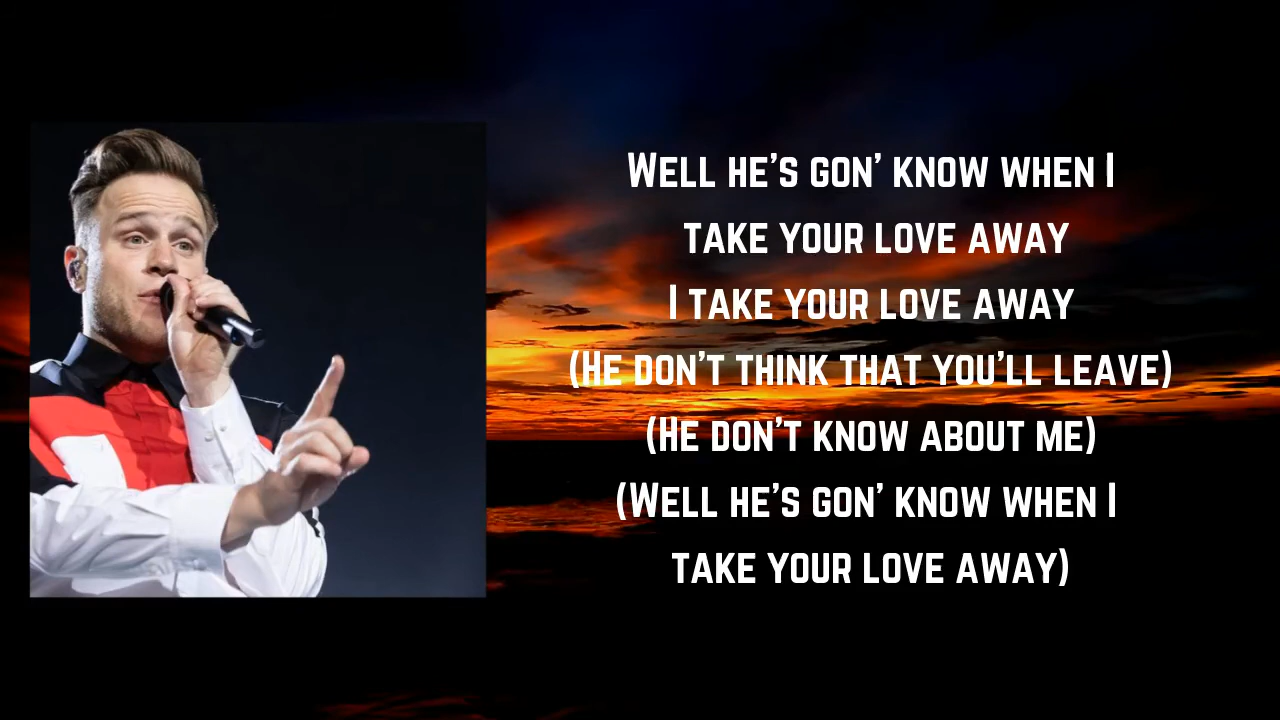 Well he's gon' know when I
take your love away
I take your love away
(He don't think that you'll leave)
(He don't know about me)
(Well he's gon' know when I
take your love away)